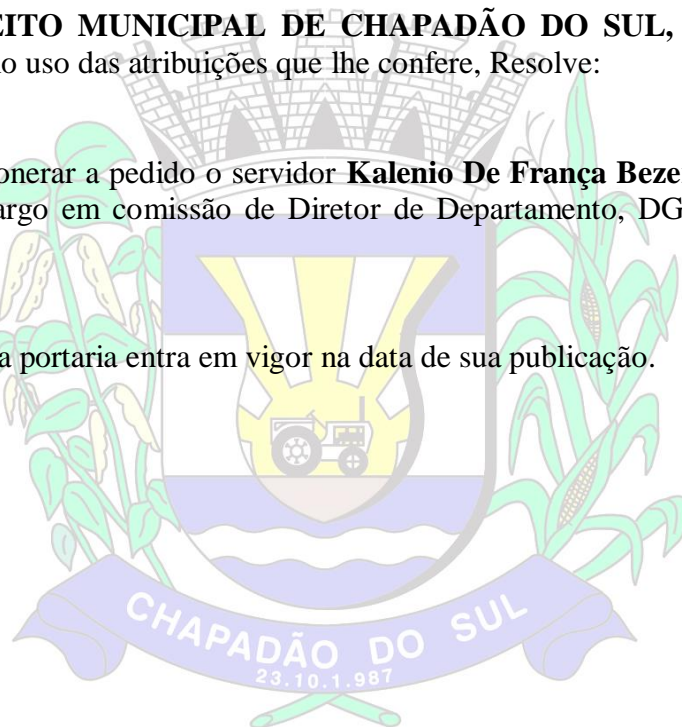 EITO MUNICIPAL DE CHAPADÃO DO SUL,
o uso das atribuições que lhe confere, Resolve:
onerar a pedido o servidor Kalenio De França Beze
argo em comissão de Diretor de Departamento, DG
a portaria entra em vigor na data de sua publicação.
CHAPADÃO DO SUL
23.10.1.987